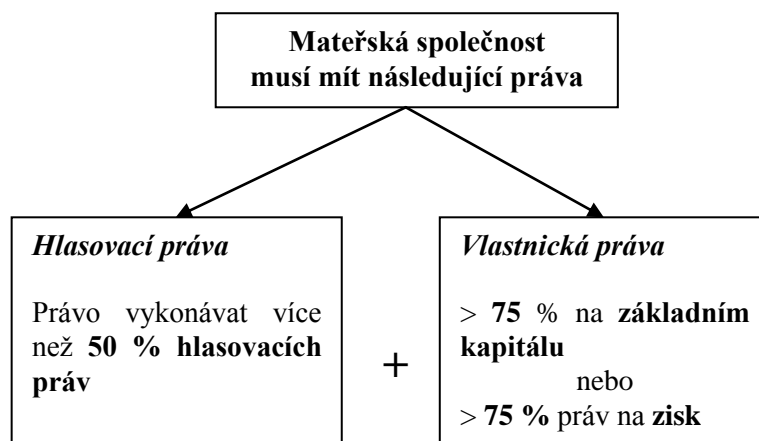 Mateřská společnost
musí mít následující práva
Hlasovací práva
Právo vykonávat více
než 50 % hlasovacích
práv
+
Vlastnická práva
> 75 % na základním
kapitálu
nebo
> 75 % práv na zisk